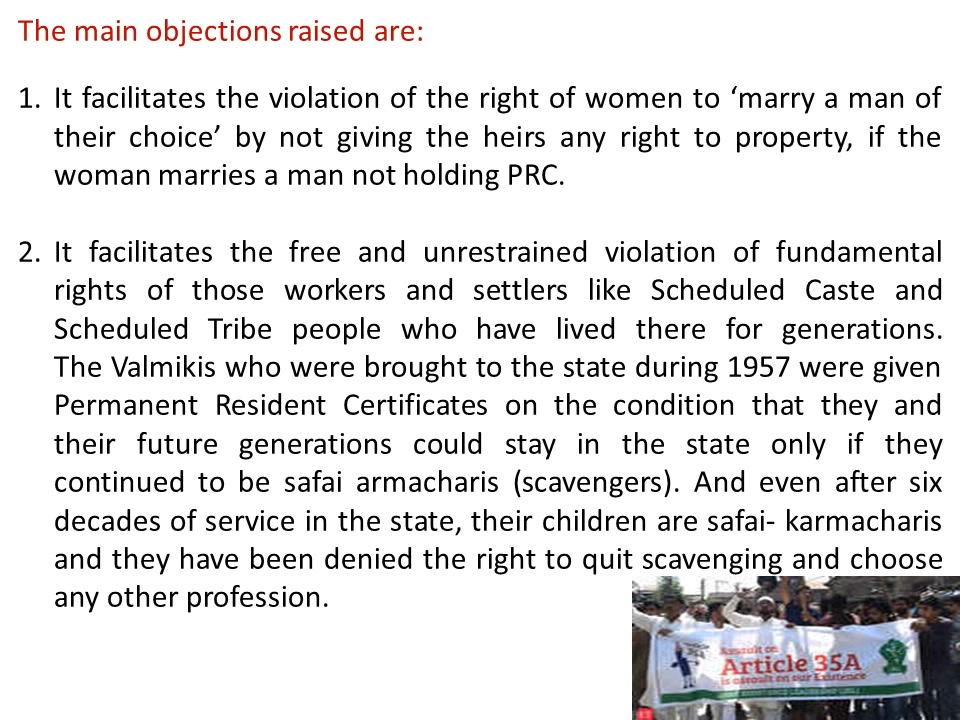 The main objections raised are:
1. It facilitates the violation of the right of women to ‘marry a man of
their choice’ by not giving the heirs any right to property, if the
woman marries a man not holding PRC.
2. It facilitates the free and unrestrained violation of fundamental
rights of those workers and settlers like Scheduled Caste and
Scheduled Tribe people who have lived there for generations.
The Valmikis who were brought to the state during 1957 were given
Permanent Resident Certificates on the condition that they and
their future generations could stay in the state only if they
continued to be safai armacharis (scavengers). And even after six
decades of service in the state, their children are safai- karmacharis
and they have been denied the right to quit scavenging and choose
any other profession.
Assault on
Article 35A
is assault on our Existence